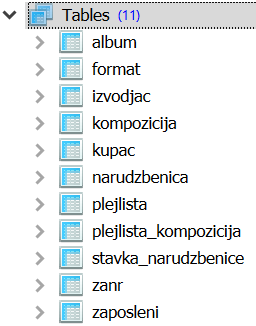 Tables (11)
album
format
izvodjac
kompozicija
kupac
narudzbenica
plejlista
plejlista_kompozicija
stavka_narudzbenice
zanr
zaposleni